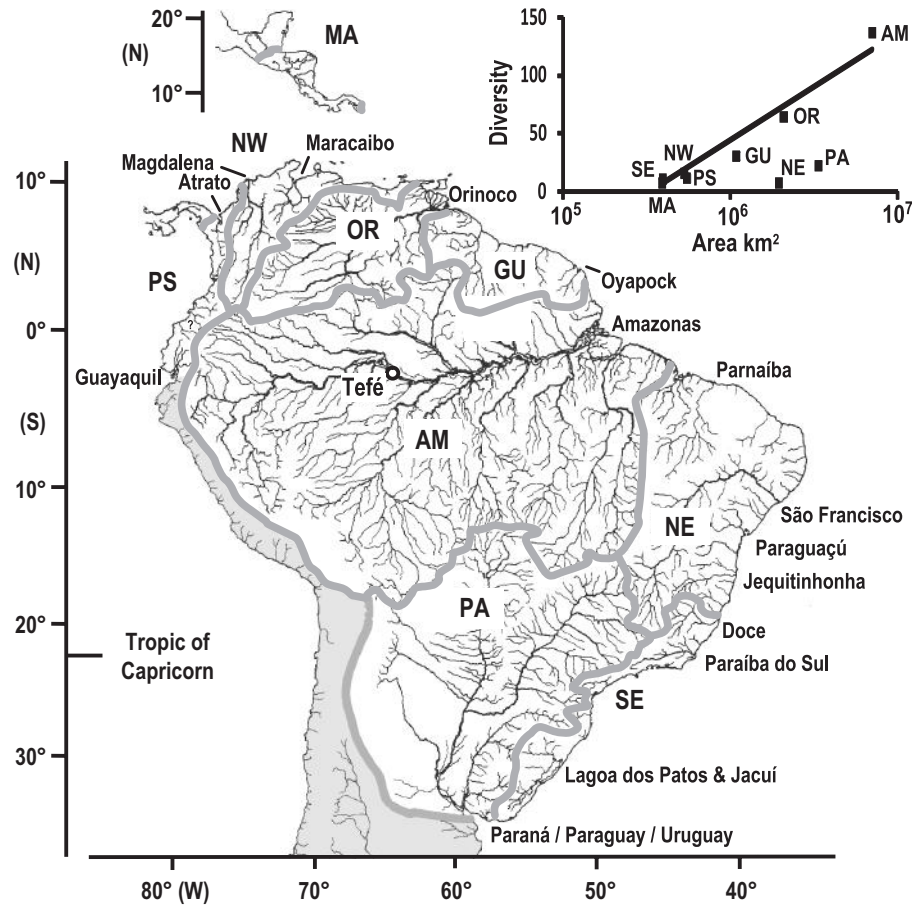 20°
MA
(N)
10°
150
AM
100
Diversity
OR
50
NW
GU
PA
SE
NE
PS
0
MA
10⁵
10⁶
10⁷
Area km²
NW
Maracaibo
Magdalena
10°
Atrato
Orinoco
OR
(N)
GU
PS
Oyapock
?
0°
Amazonas
Guayaquil
Tefé
Parnaíba
(S)
AM
10°
São Francisco
NE
Paraguaçú
Jequitinhonha
PA
20°
Doce
Tropic of
Capricorn
Paraíba do Sul
SE
30°
Lagoa dos Patos & Jacuí
Paraná / Paraguay / Uruguay
80° (W)
70°
60°
50°
40°